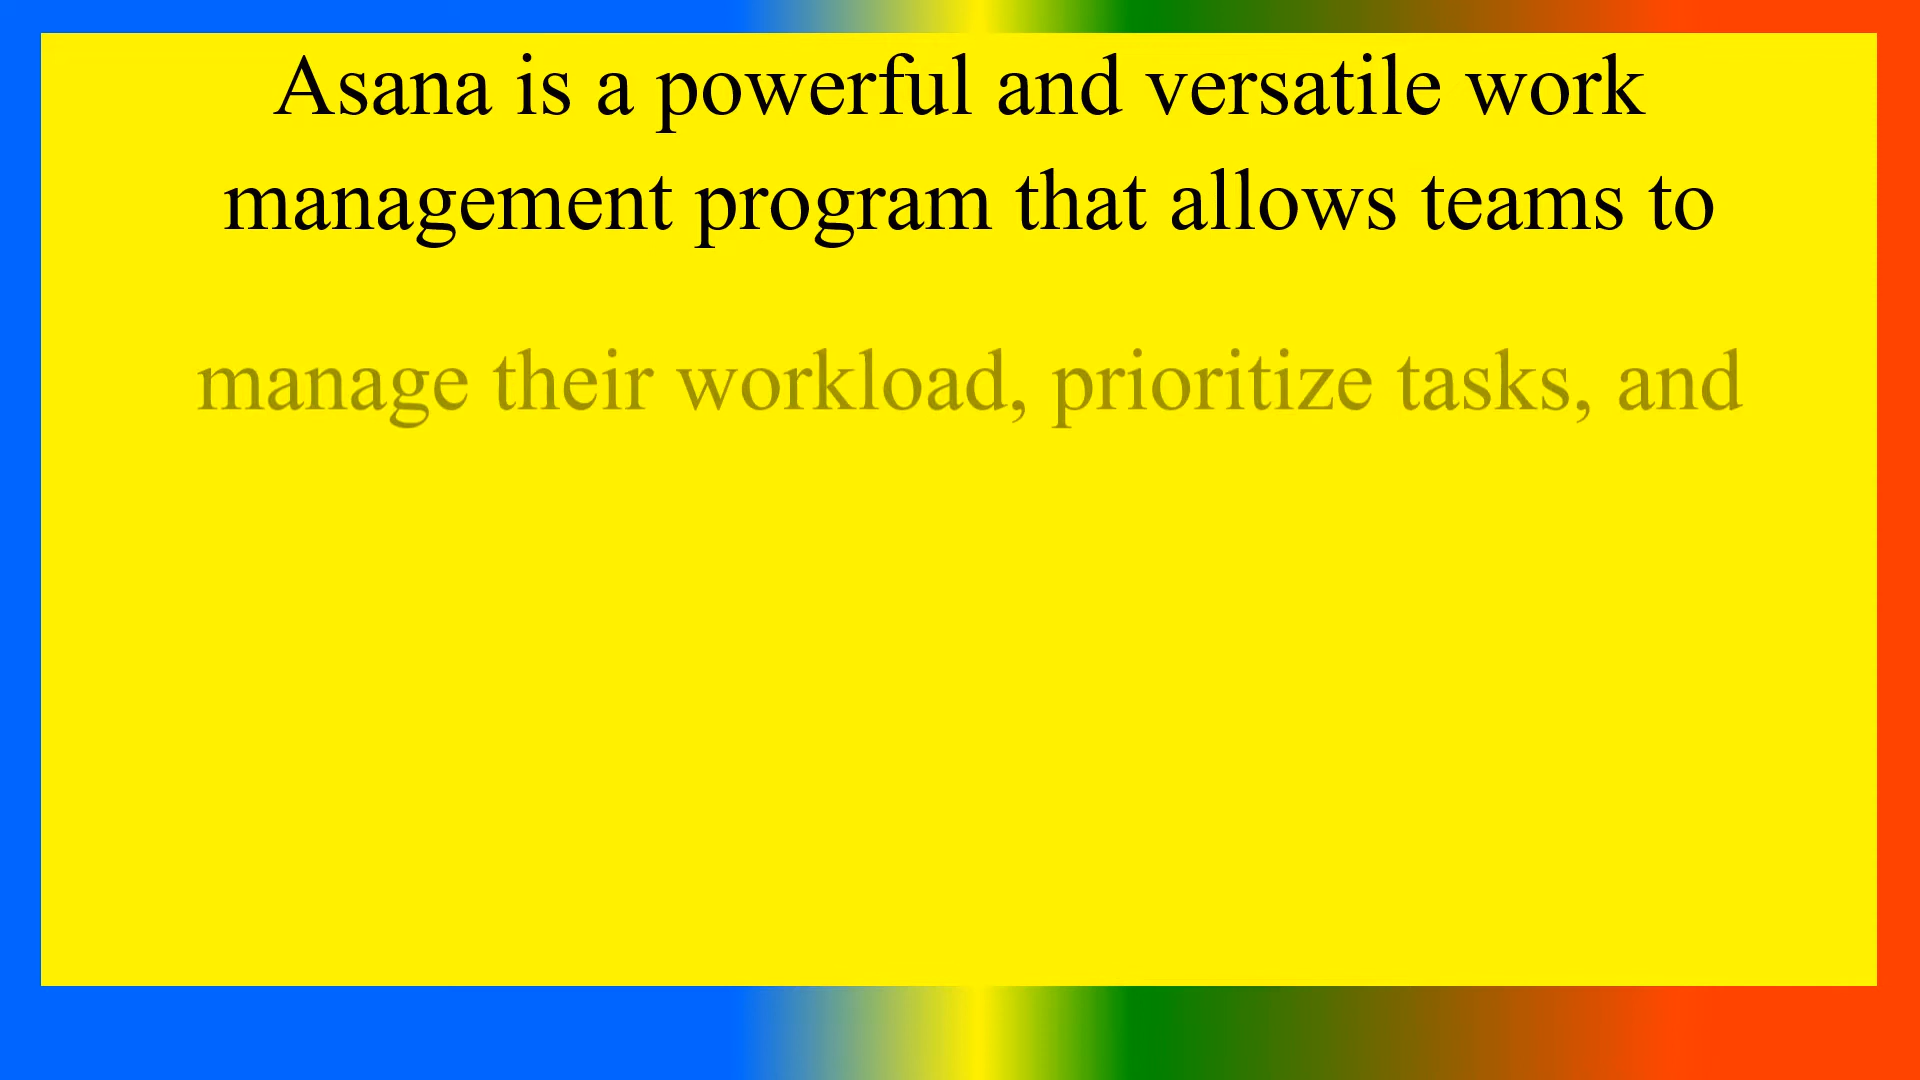 Asana is a powerful and versatile work
management program that allows teams to
manage their workload, prioritize tasks, and